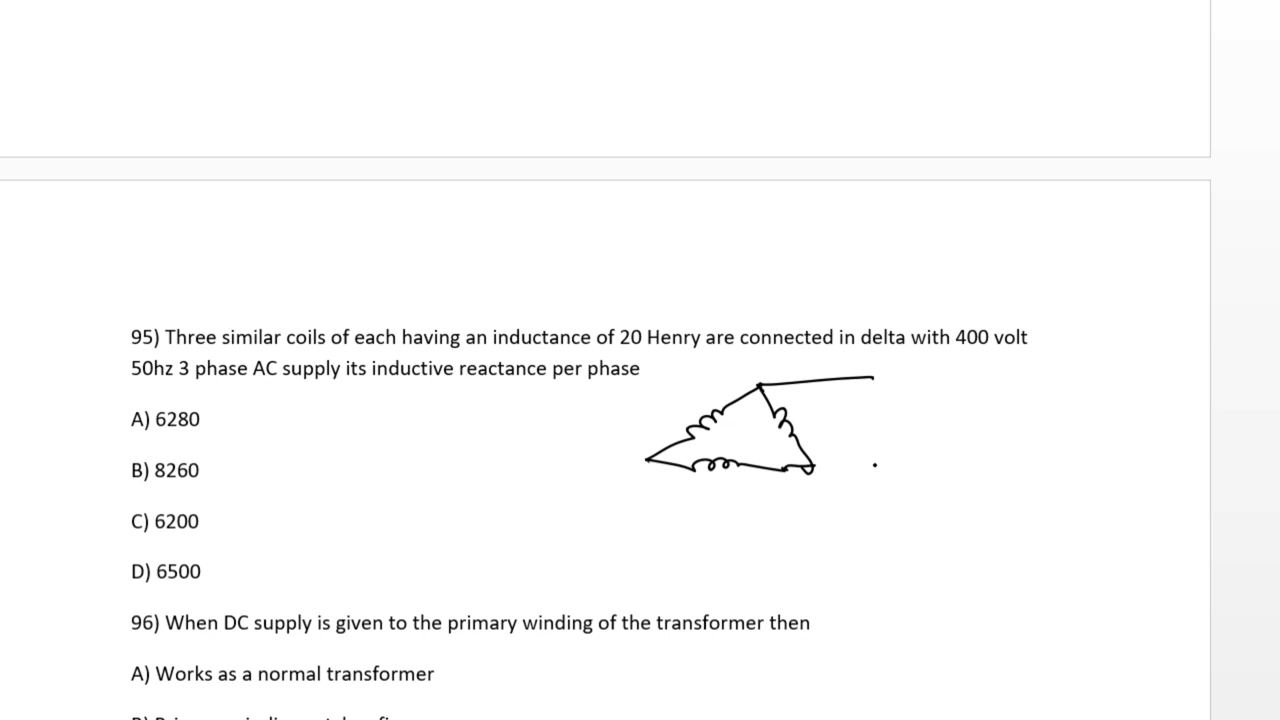 95) Three similar coils of each having an inductance of 20 Henry are connected in delta with 400 volt
50hz 3 phase AC supply its inductive reactance per phase
A) 6280
B) 8260
C) 6200
D) 6500
96) When DC supply is given to the primary winding of the transformer then
A) Works as a normal transformer